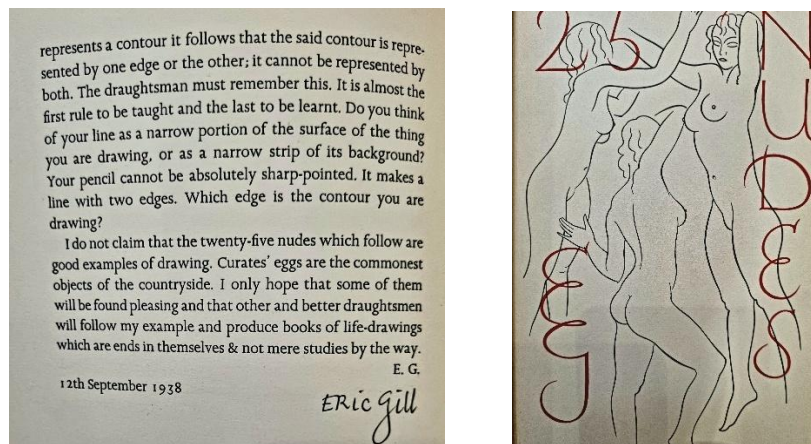 represents a contour it follows that the said contour is repre-
sented by one edge or the other; it cannot be represented by
both. The draughtsman must remember this. It is almost the
first rule to be taught and the last to be learnt. Do you think
of your line as a narrow portion of the surface of the thing
you are drawing, or as a narrow strip of its background?
Your pencil cannot be absolutely sharp-pointed. It makes a
line with two edges. Which edge is the contour you are
drawing?
I do not claim that the twenty-five nudes which follow are
good examples of drawing. Curates' eggs are the commonest
objects of the countryside. I only hope that some of them
will be found pleasing and that other and better draughtsmen
will follow my example and produce books of life-drawings
which are ends in themselves & not mere studies by the way.
E. G.
12th September 1938
ERic Gill
25
NUDES
EG